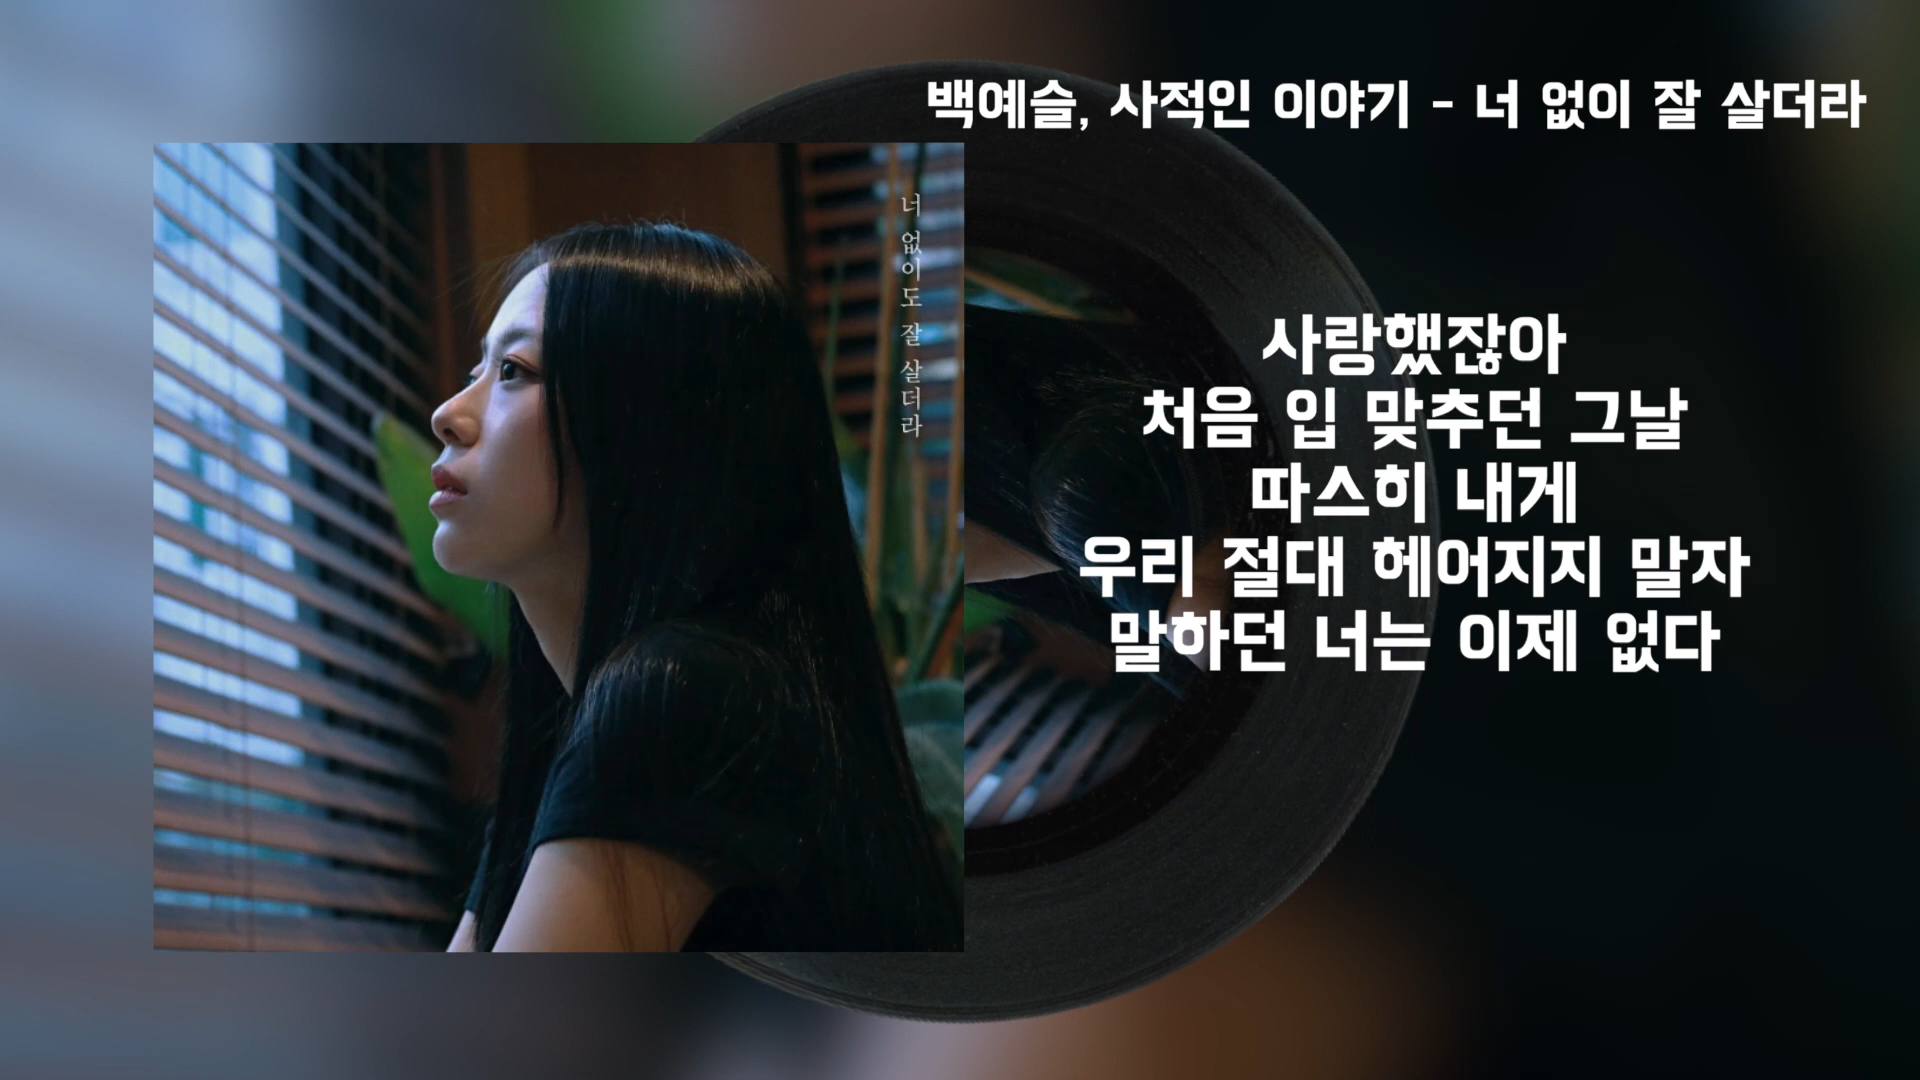 백예슬, 사적인 이야기 - 너 없이 잘 살더라
너 없이도 잘 살더라
사랑했잖아
처음 입 맞추던 그날
따스히 내게
우리 절대 헤어지지 말자
말하던 너는 이제 없다